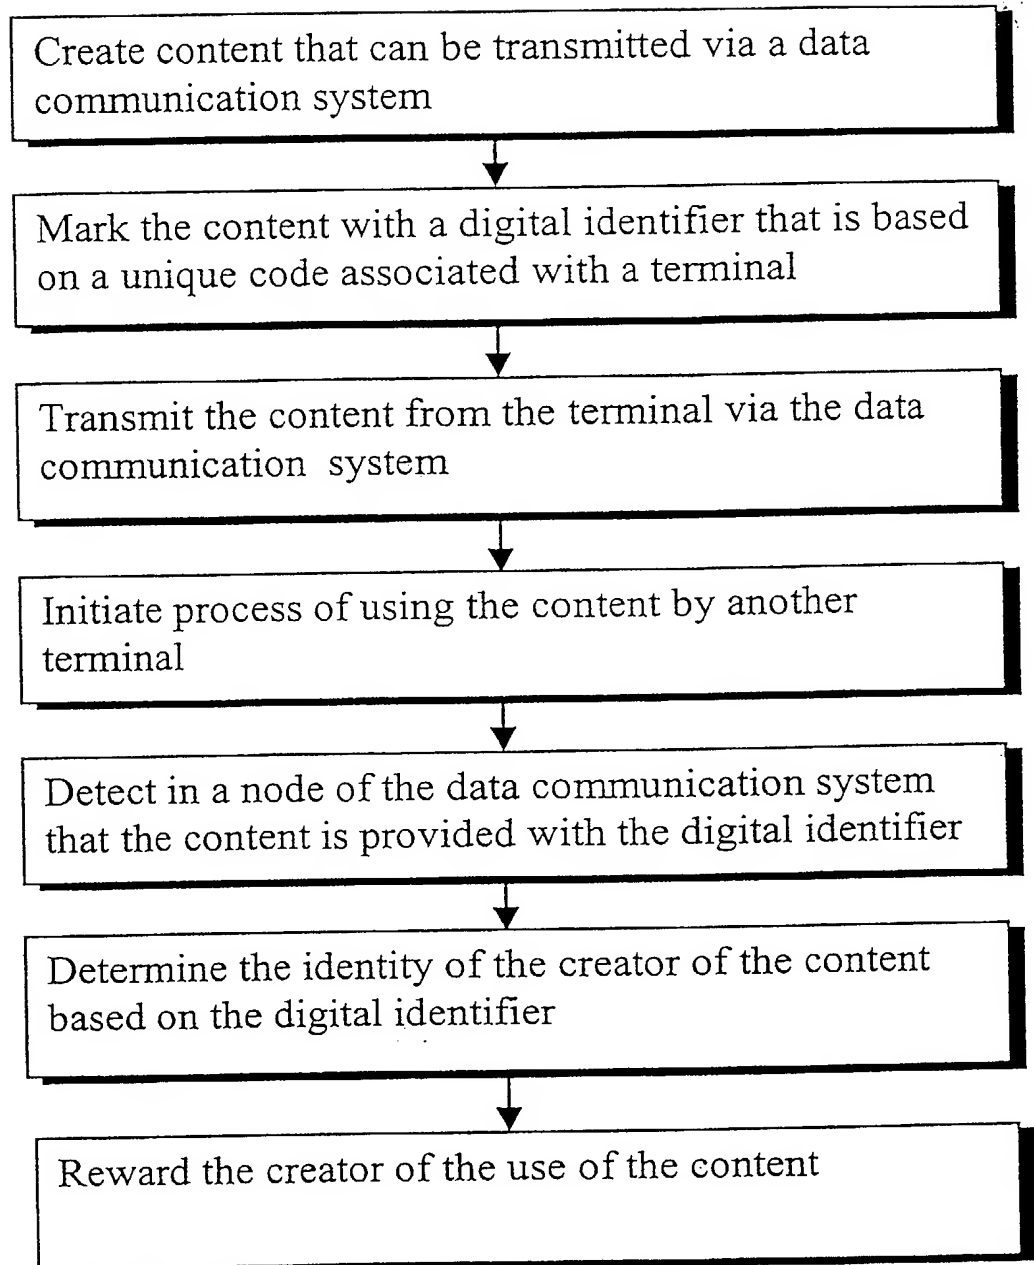 Create content that can be transmitted via a data
communication system
Mark the content with a digital identifier that is based
on a unique code associated with a terminal
Transmit the content from the terminal via the data
communication system
Initiate process of using the content by another
terminal
Detect in a node of the data communication system
that the content is provided with the digital identifier
Determine the identity of the creator of the content
based on the digital identifier
Reward the creator of the use of the content